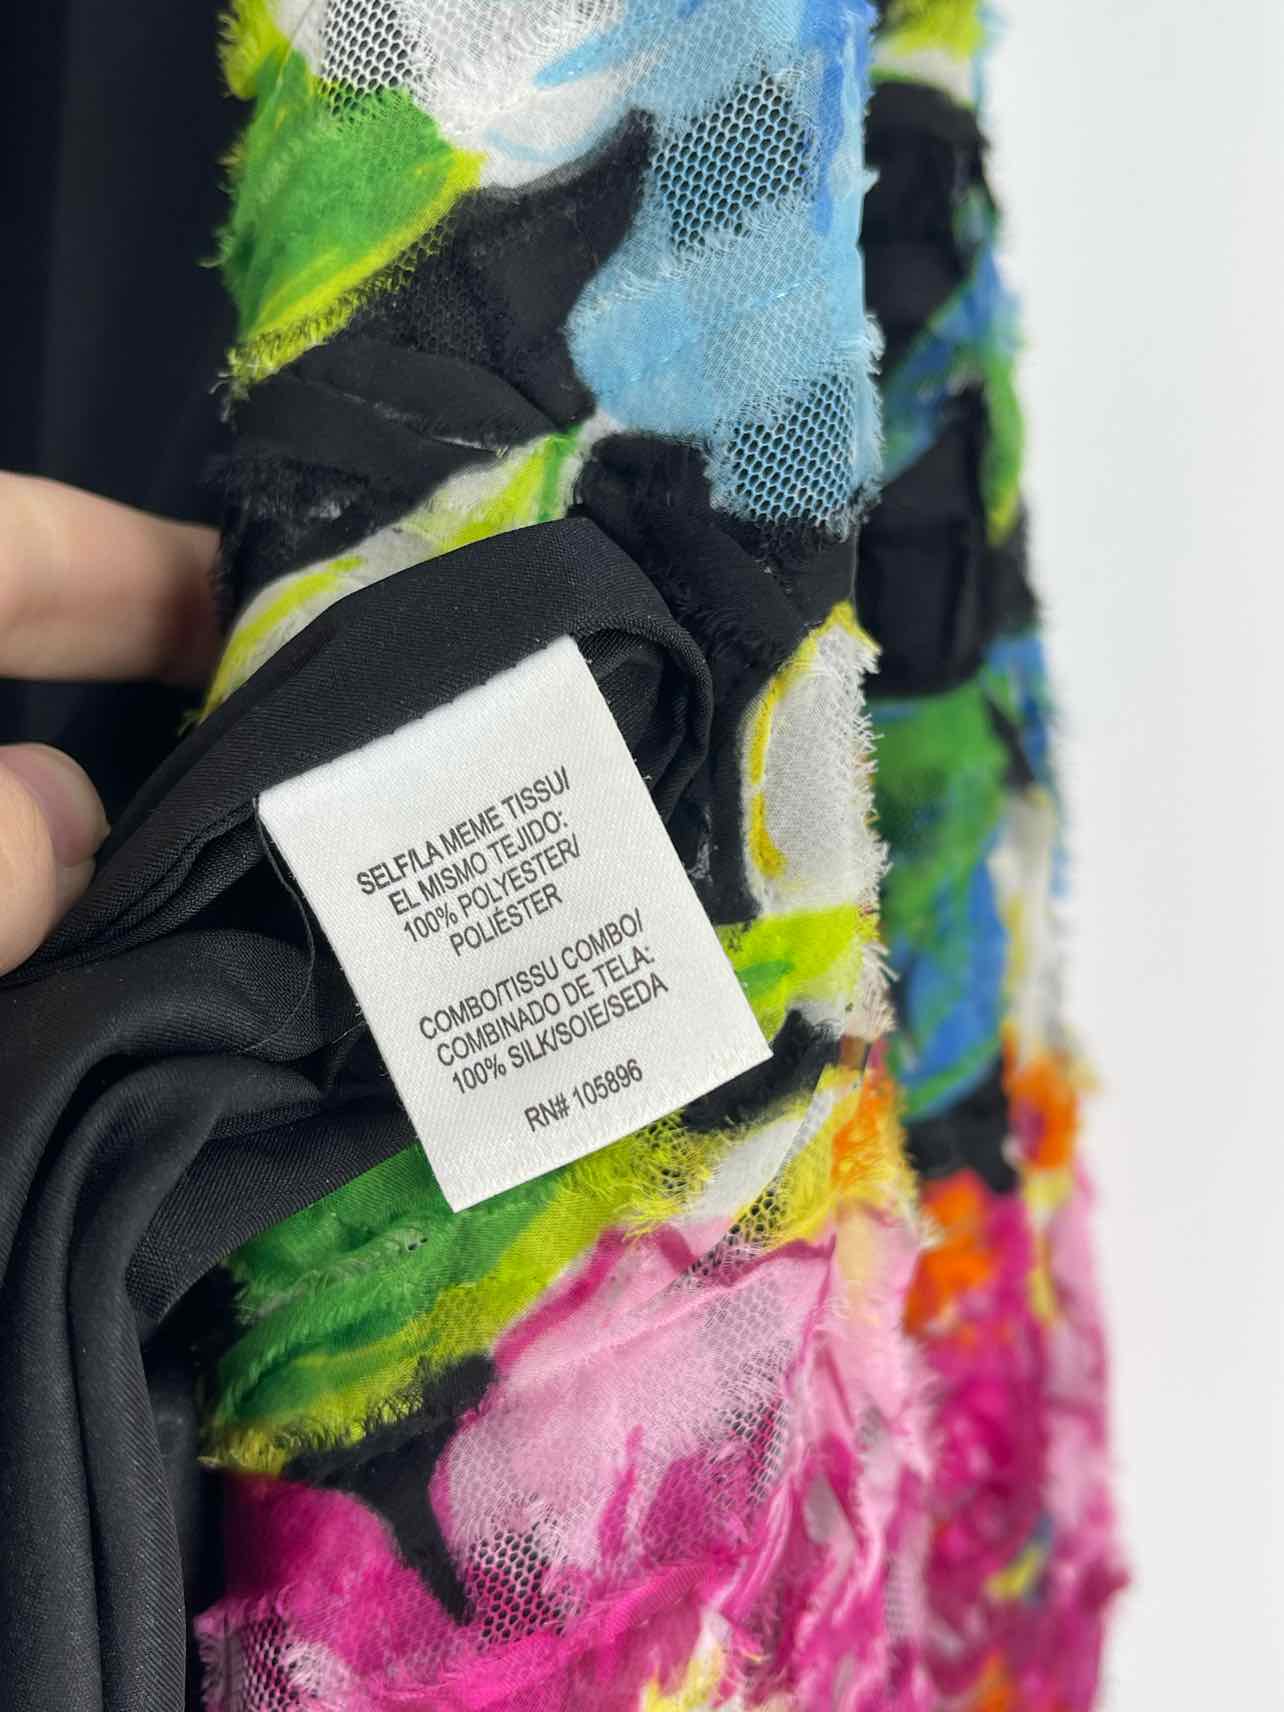 SELF/LA MEME TISSU/
EL MISMO TEJIDO:
100% POLYESTER/
POLIÉSTER
COMBO/TISSU COMBO/
COMBINADO DE TELA:
100% SILK/SOIE/SEDA
RN# 105896